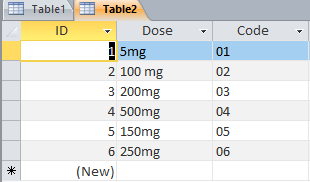 Table1 Table2
ID Dose Code
1 5mg 01
2 100 mg 02
3 200mg 03
4 500mg 04
5 150mg 05
6 250mg 06
* (New)